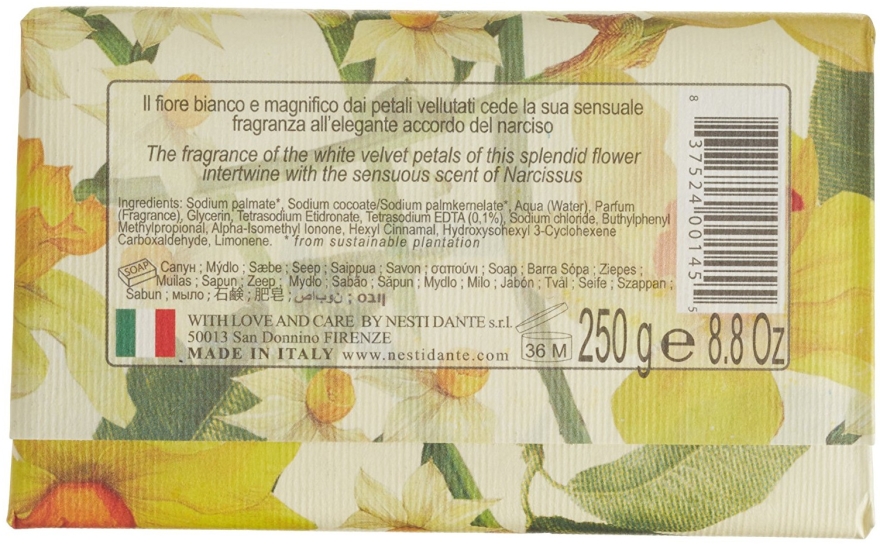 Il fiore bianco e magnifico dai petali vellutati cede la sua sensuale
fragranza all'elegante accordo del narciso
The fragrance of the white velvet petals of this splendid flower
intertwine with the sensuous scent of Narcissus
Ingredients: Sodium palmate*, Sodium cocoate/Sodium palmkernelate*, Aqua (Water), Parfum
(Fragrance), Glycerin, Tetrasodium Etidronate, Tetrasodium EDTA (0,1%), Sodium chloride, Buthylphenyl
Methylpropional, Alpha-Isomethyl Ionone, Hexyl Cinnamal, Hydroxysohexyl 3-Cyclohexene
Carboxaldehyde, Limonene. *from sustainable plantation
SOAP
Сапун ; Mýdlo ; Sæbe ; Seep ; Saippua ; Savon ; σαπούνι ; Soap ; Barra Sópa ; Ziepes ;
Muilas ; Sapun ; Zeep ; Mydło ; Sabão ; Săpun ; Mydlo ; Milo ; Jabón ; Tvål ; Seife ; Szappan ;
Sabun ; мыло ; 石鹸 ; 肥皂 ; صابون ; סבון
WITH LOVE AND CARE BY NESTI DANTE s.r.l.
50013 San Donnino FIRENZE
MADE IN ITALY www.nestidante.com
36 M
250 g e 8.8 Oz
8 37524 00145 5